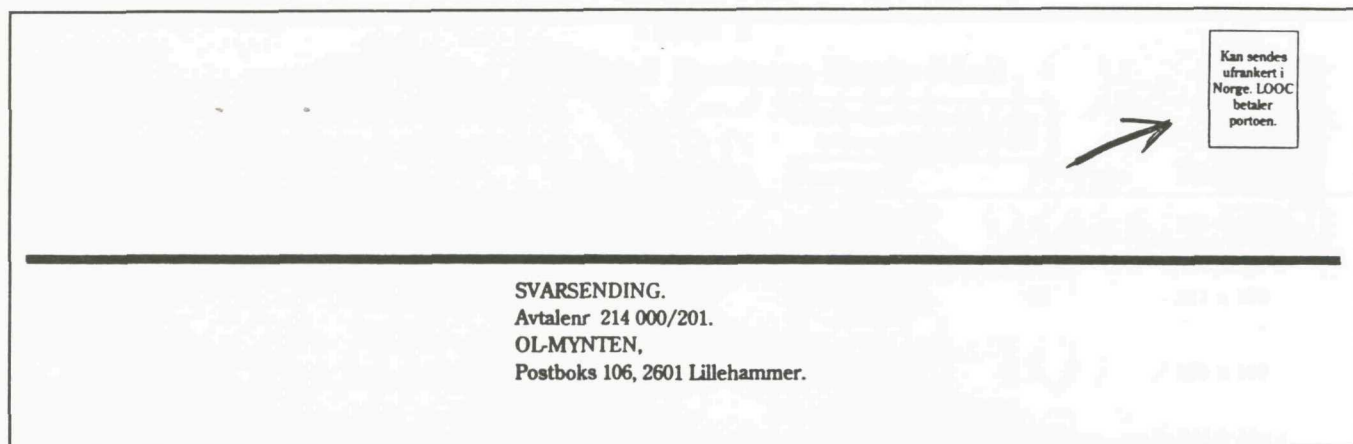 Kan sendes
ufrankert i
Norge. LOOC
betaler
portoen.
SVARSENDING.
Avtalenr 214 000/201.
OL-MYNTEN,
Postboks 106, 2601 Lillehammer.